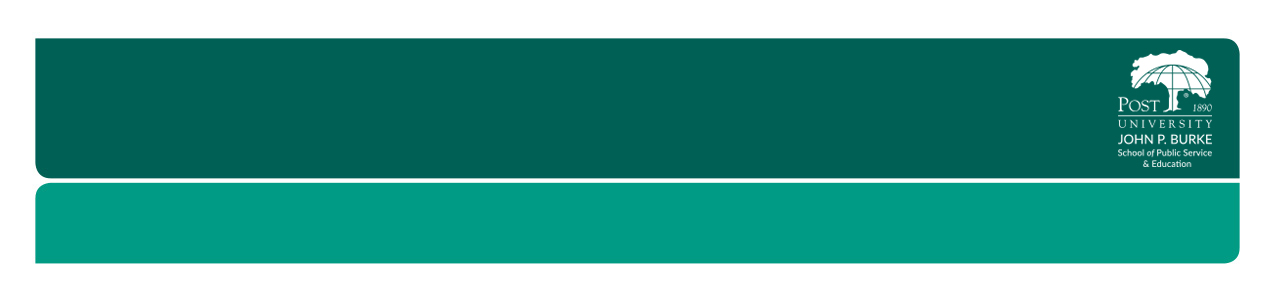 POST 1890
UNIVERSITY
JOHN P. BURKE
School of Public Service
& Education